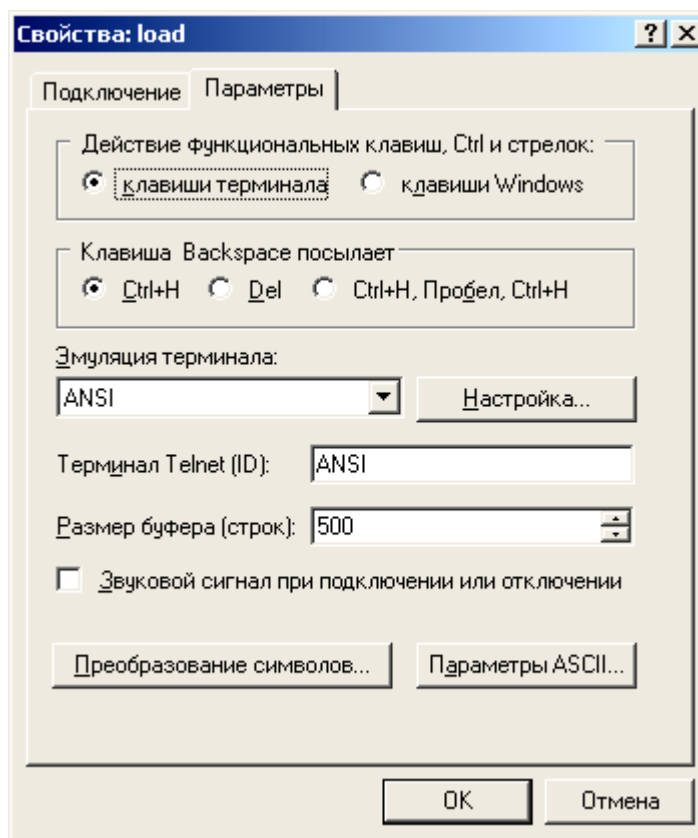 Свойства: load
Подключение Параметры
Действие функциональных клавиш, Ctrl и стрелок:
клавиши терминала клавиши Windows
Клавиша Backspace посылает
Ctrl+H Del Ctrl+H, Пробел, Ctrl+H
Эмуляция терминала:
ANSI Настройка...
Терминал Telnet (ID): ANSI
Размер буфера (строк): 500
Звуковой сигнал при подключении или отключении
Преобразование символов... Параметры ASCII...
OK Отмена